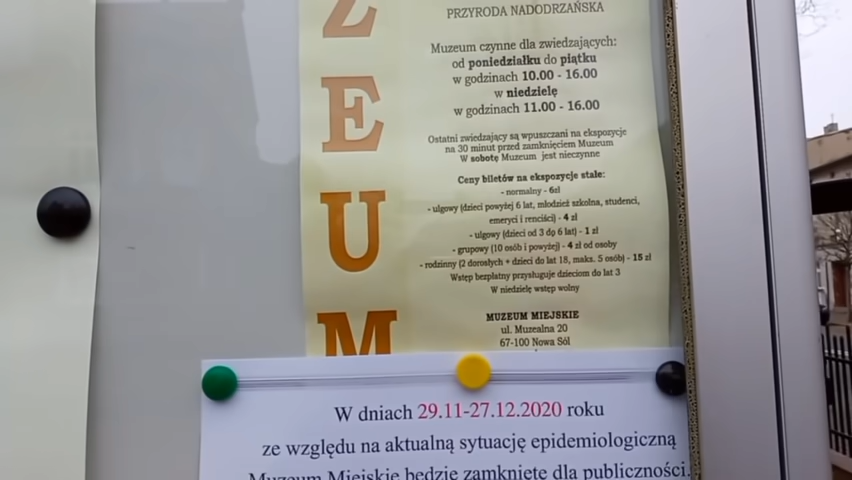 Z
E
U
M
PRZYRODA NADODRZAŃSKA
Muzeum czynne dla zwiedzających:
od poniedziałku do piątku
w godzinach 10.00 - 16.00
w niedzielę
w godzinach 11.00 - 16.00
Ostatni zwiedzający są wpuszczani na ekspozycje
na 30 minut przed zamknięciem Muzeum
W sobotę Muzeum jest nieczynne
Ceny biletów na ekspozycje stałe:
- normalny - 6zł
- ulgowy (dzieci powyżej 6 lat, młodzież szkolna, studenci,
emeryci i renciści) - 4 zł
- ulgowy (dzieci od 3 do 6 lat) - 1 zł
- grupowy (10 osób i powyżej) - 4 zł od osoby
- rodzinny (2 dorosłych + dzieci do lat 18, maks. 5 osób) - 15 zł
Wstęp bezpłatny przysługuje dzieciom do lat 3
W niedzielę wstęp wolny
MUZEUM MIEJSKIE
ul. Muzealna 20
67-100 Nowa Sól
W dniach 29.11-27.12.2020 roku
ze względu na aktualną sytuację epidemiologiczną
Muzeum Miejskie będzie zamknięte dla publiczności.